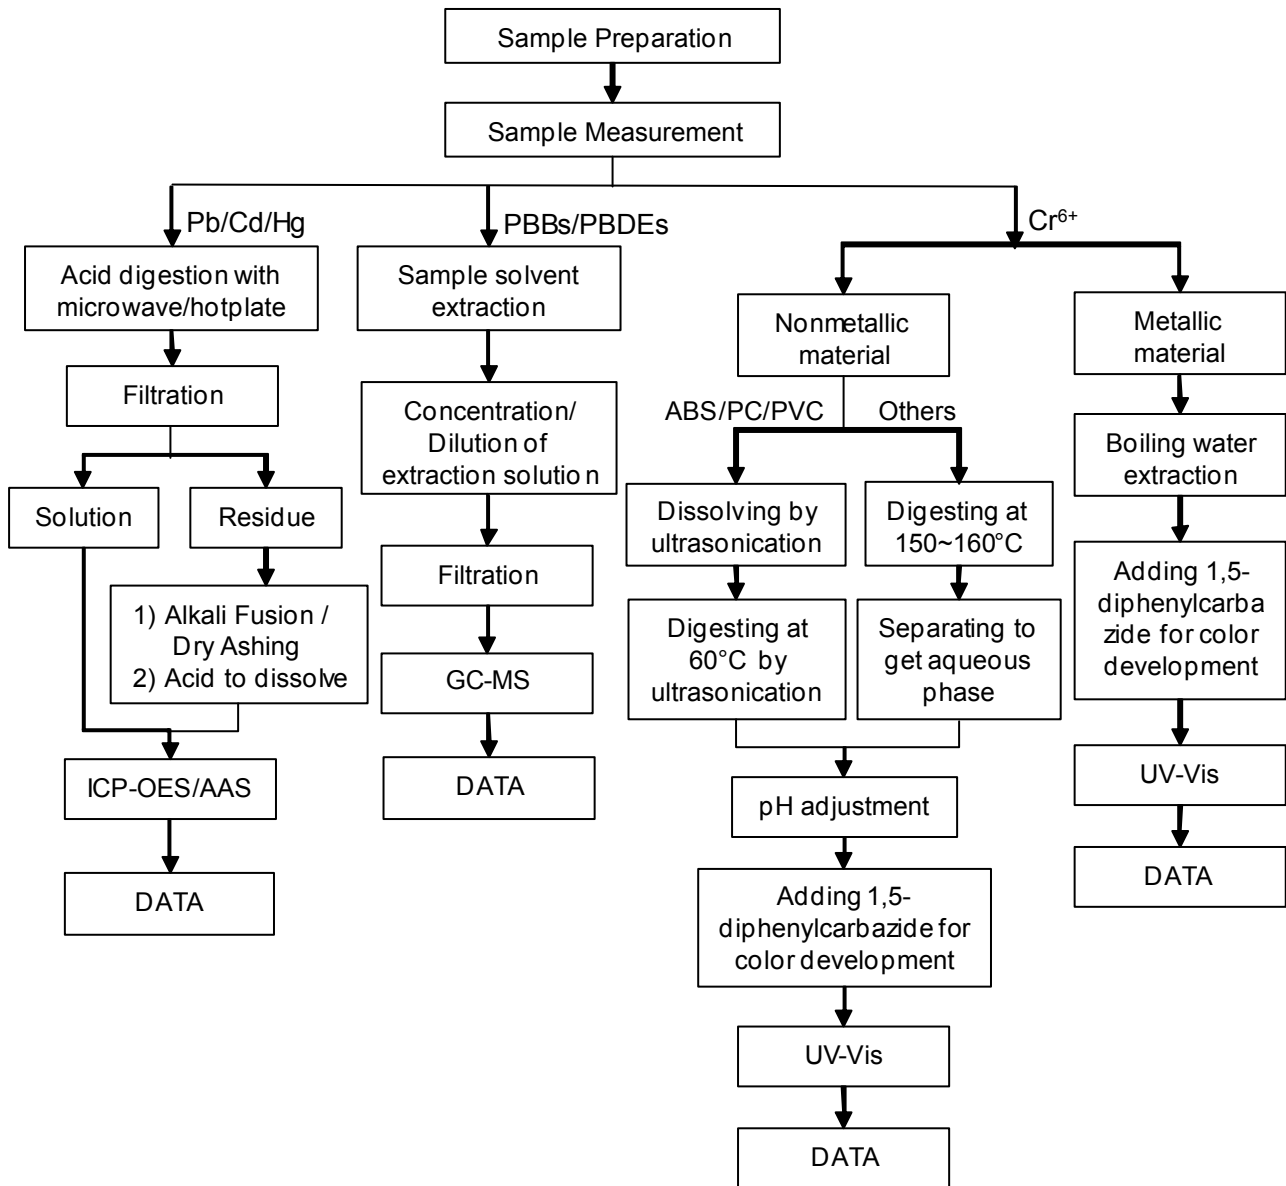 Sample Preparation
Sample Measurement
Pb/Cd/Hg
PBBs/PBDEs
Cr⁶⁺
Acid digestion with
microwave/hotplate
Filtration
Solution
Residue
1) Alkali Fusion /
Dry Ashing
2) Acid to dissolve
ICP-OES/AAS
DATA
Sample solvent
extraction
Concentration/
Dilution of
extraction solution
Filtration
GC-MS
DATA
Nonmetallic
material
ABS/PC/PVC
Others
Dissolving by
ultrasonication
Digesting at
60°C by
ultrasonication
Digesting at
150~160°C
Separating to
get aqueous
phase
pH adjustment
Adding 1,5-
diphenylcarbazide for
color development
UV-Vis
DATA
Metallic
material
Boiling water
extraction
Adding 1,5-
diphenylcarba
zide for color
development
UV-Vis
DATA